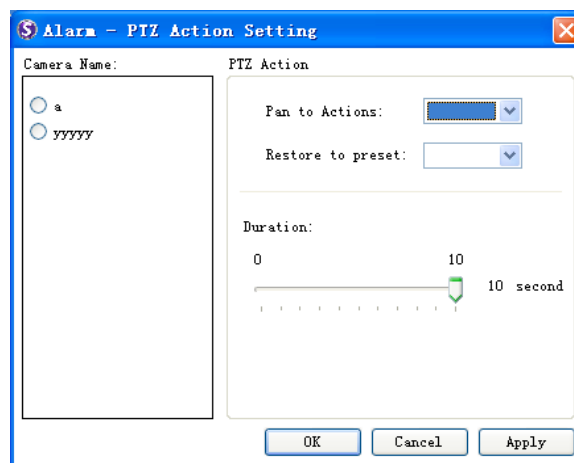 Alarm - PTZ Action Setting
Camera Name:
a
yyyyy
PTZ Action
Pan to Actions:
Restore to preset:
Duration:
0 10
10 second
OK Cancel Apply